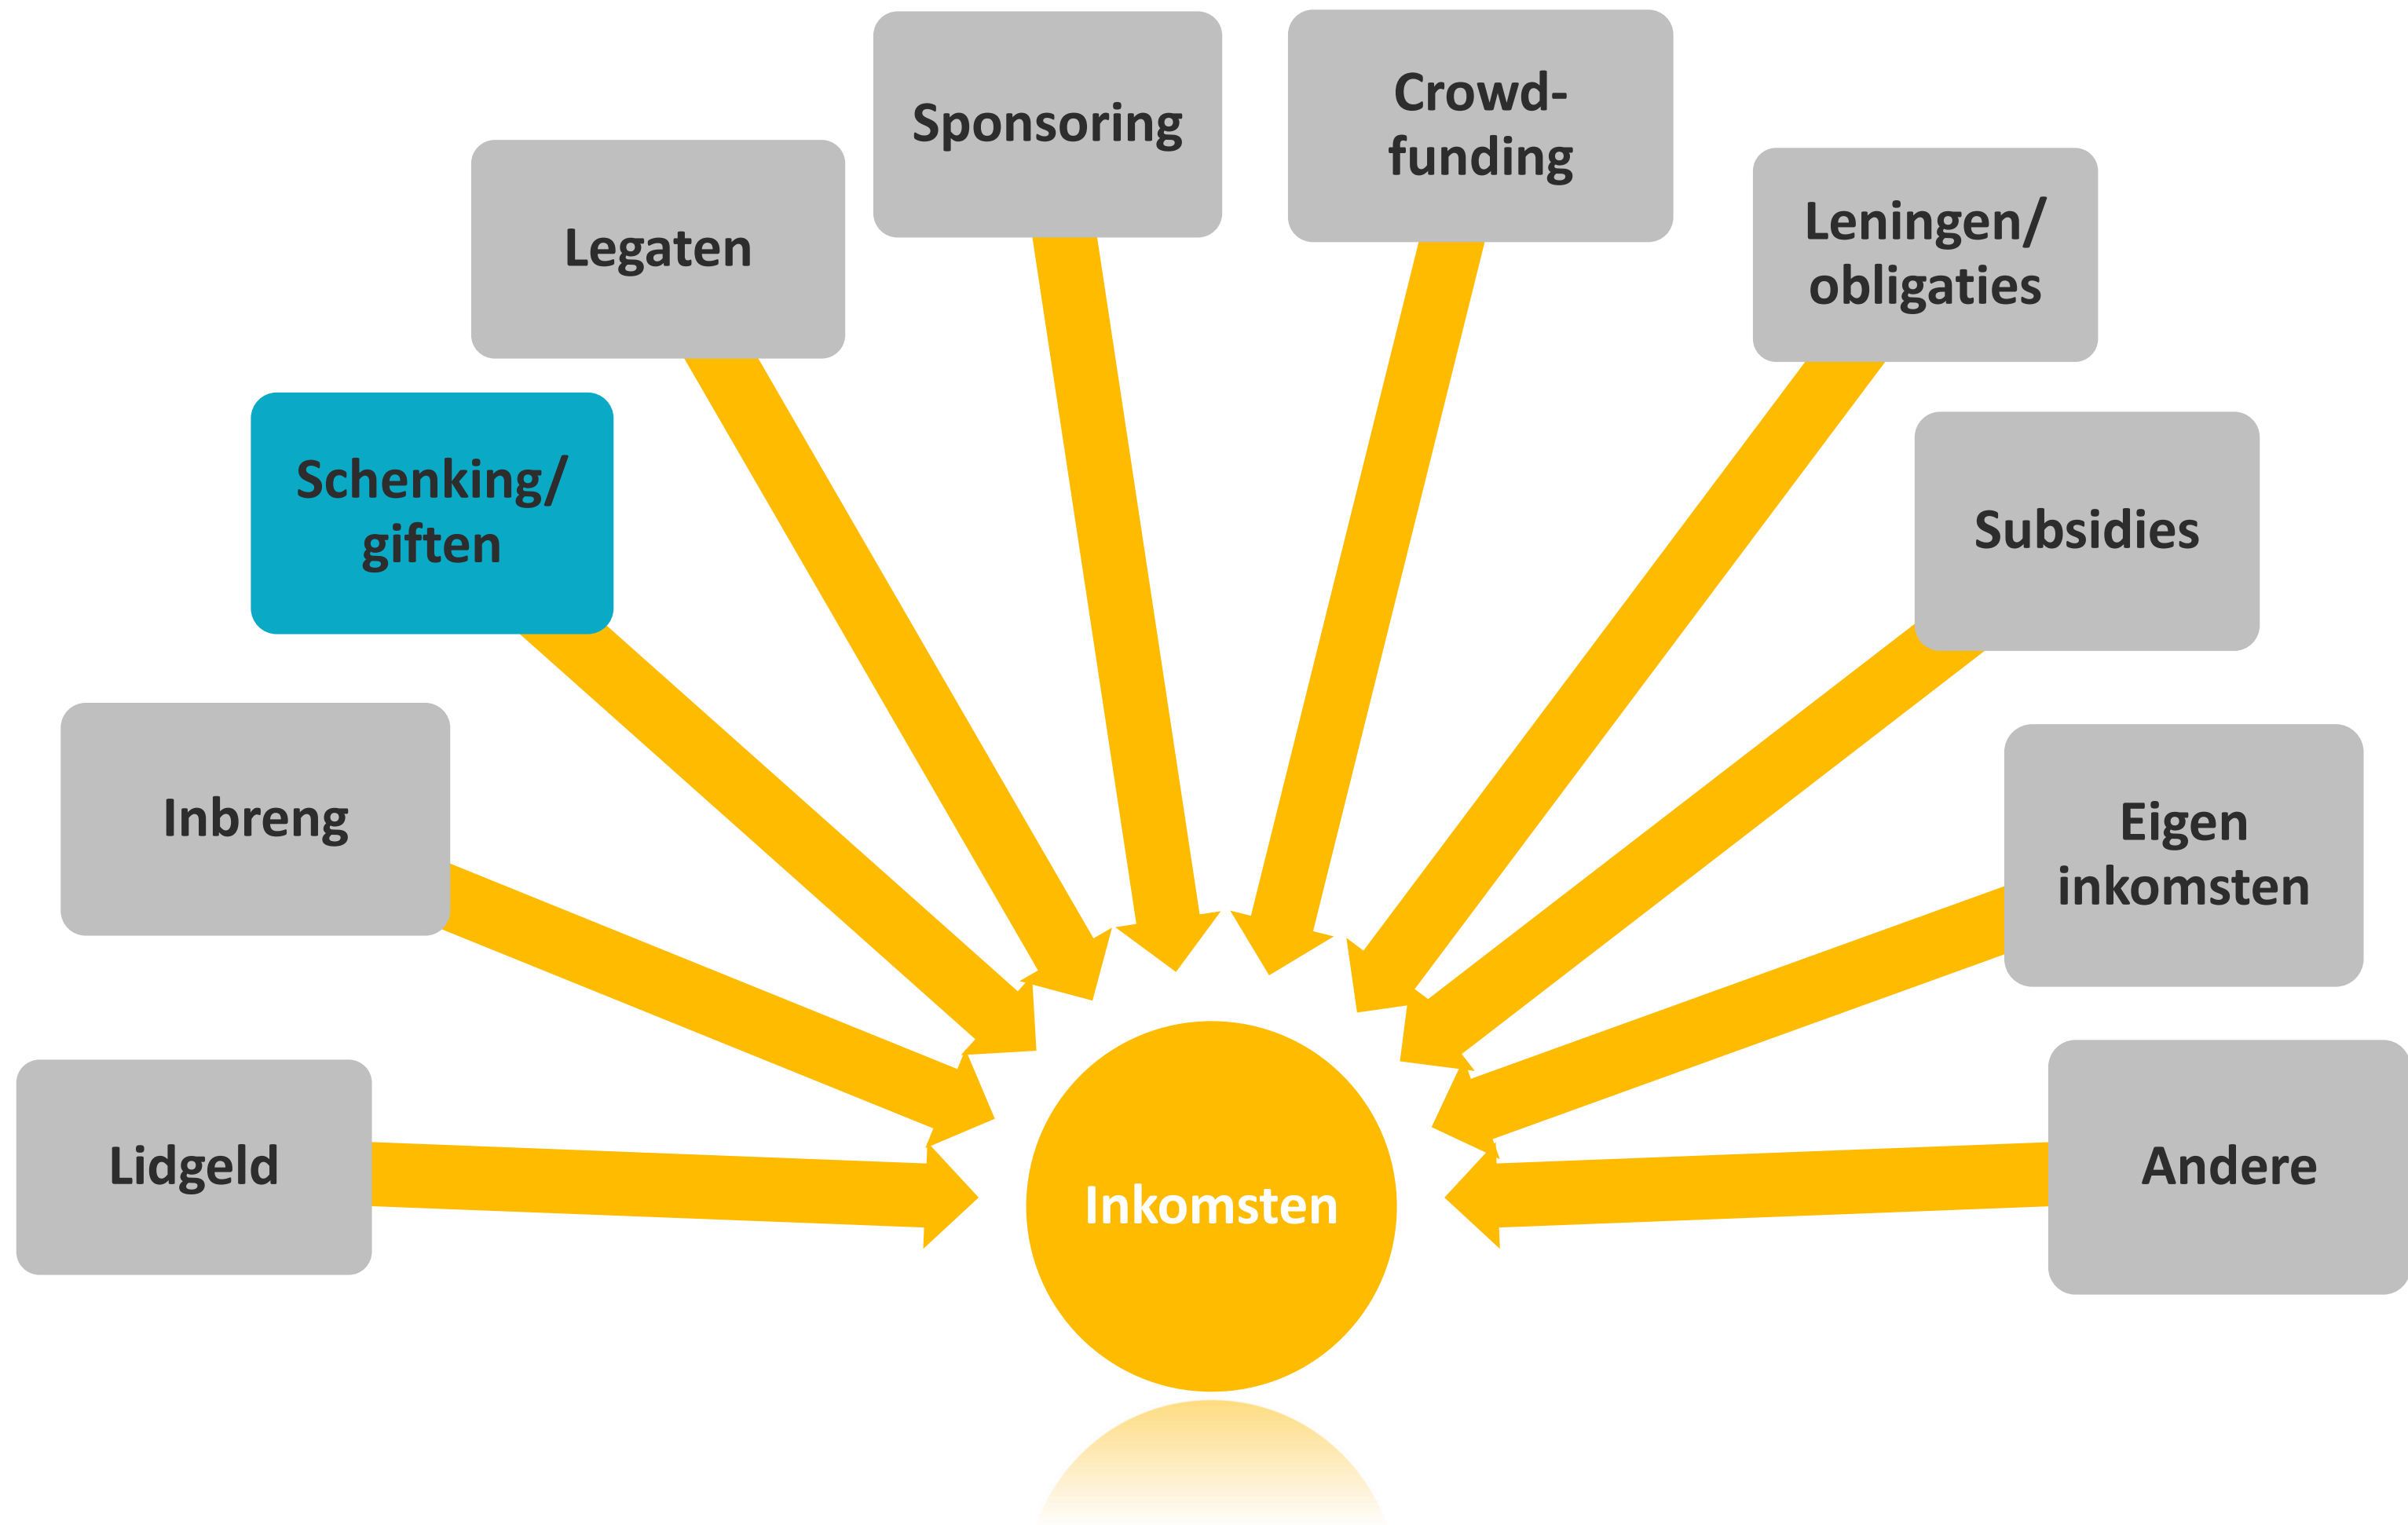 Sponsoring
Crowd-
funding
Legaten
Leningen/
obligaties
Schenking/
giften
Subsidies
Inbreng
Eigen
inkomsten
Lidgeld
Andere
Inkomsten